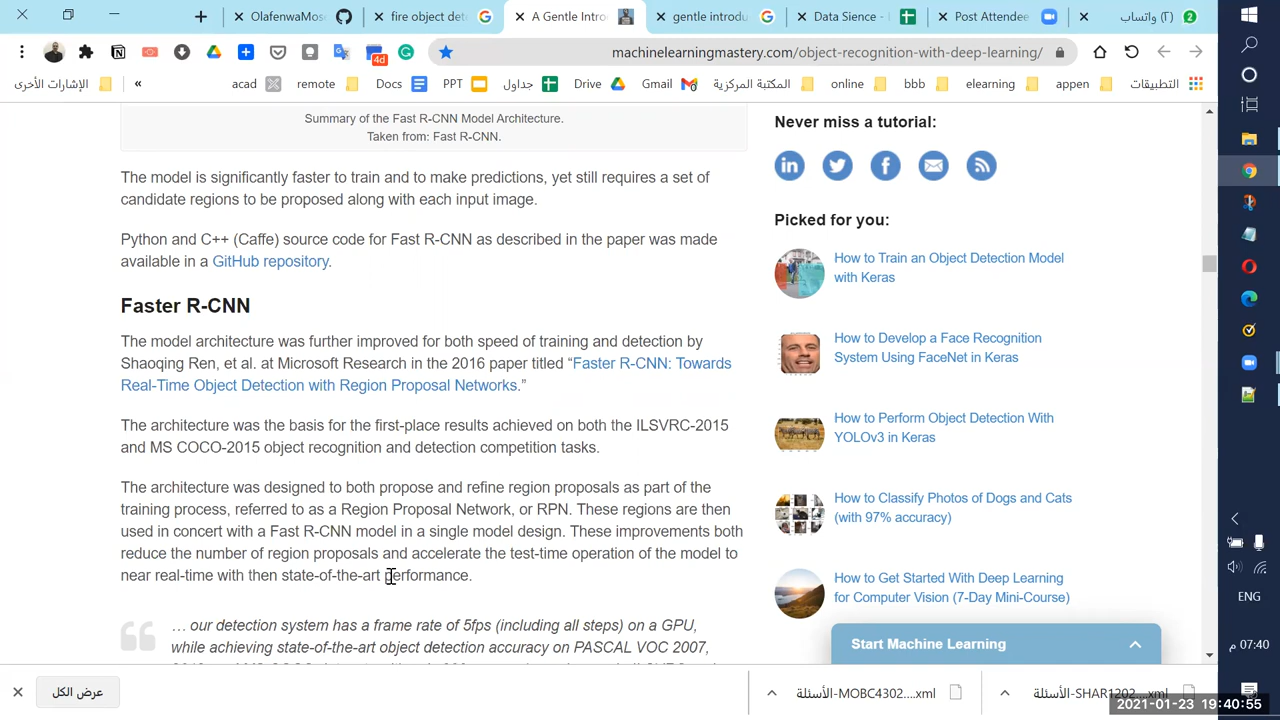 OlafenwaMos
fire object det
A Gentle Intro
gentle introdu
Data Sience -
Post Attendee
(٢) واتساب
2
4d
machinelearningmastery.com/object-recognition-with-deep-learning/
الإشارات الأخرى
»
acad
remote
Docs
PPT
جداول
Drive
Gmail
المكتبة المركزية
online
bbb
elearning
appen
التطبيقات
Summary of the Fast R-CNN Model Architecture.
Taken from: Fast R-CNN.
The model is significantly faster to train and to make predictions, yet still requires a set of
candidate regions to be proposed along with each input image.
Python and C++ (Caffe) source code for Fast R-CNN as described in the paper was made
available in a GitHub repository.
Faster R-CNN
The model architecture was further improved for both speed of training and detection by
Shaoqing Ren, et al. at Microsoft Research in the 2016 paper titled “Faster R-CNN: Towards
Real-Time Object Detection with Region Proposal Networks.”
The architecture was the basis for the first-place results achieved on both the ILSVRC-2015
and MS COCO-2015 object recognition and detection competition tasks.
The architecture was designed to both propose and refine region proposals as part of the
training process, referred to as a Region Proposal Network, or RPN. These regions are then
used in concert with a Fast R-CNN model in a single model design. These improvements both
reduce the number of region proposals and accelerate the test-time operation of the model to
near real-time with then state-of-the-art performance.
… our detection system has a frame rate of 5fps (including all steps) on a GPU,
while achieving state-of-the-art object detection accuracy on PASCAL VOC 2007,
Never miss a tutorial:
Picked for you:
How to Train an Object Detection Model
with Keras
How to Develop a Face Recognition
System Using FaceNet in Keras
How to Perform Object Detection With
YOLOv3 in Keras
How to Classify Photos of Dogs and Cats
(with 97% accuracy)
How to Get Started With Deep Learning
for Computer Vision (7-Day Mini-Course)
Start Machine Learning
ENG
07:40 م
عرض الكل
الأسئلة-MOBC4302....xml
الأسئلة-SHAR1202....xml
2021-01-23 19:40:55